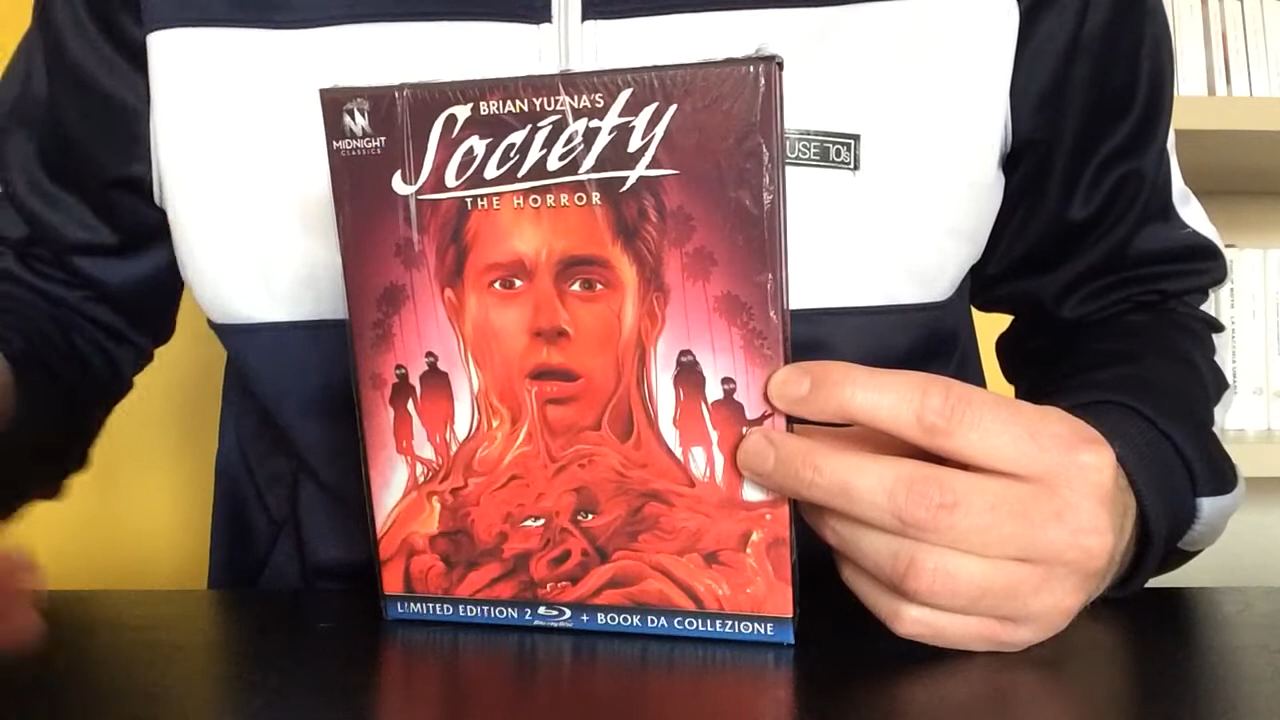 BRIAN YUZNA'S
Society
THE HORROR
MIDNIGHT
CLASSICS
USE 70's
LIMITED EDITION 2 Blu-ray Disc + BOOK DA COLLEZIONE